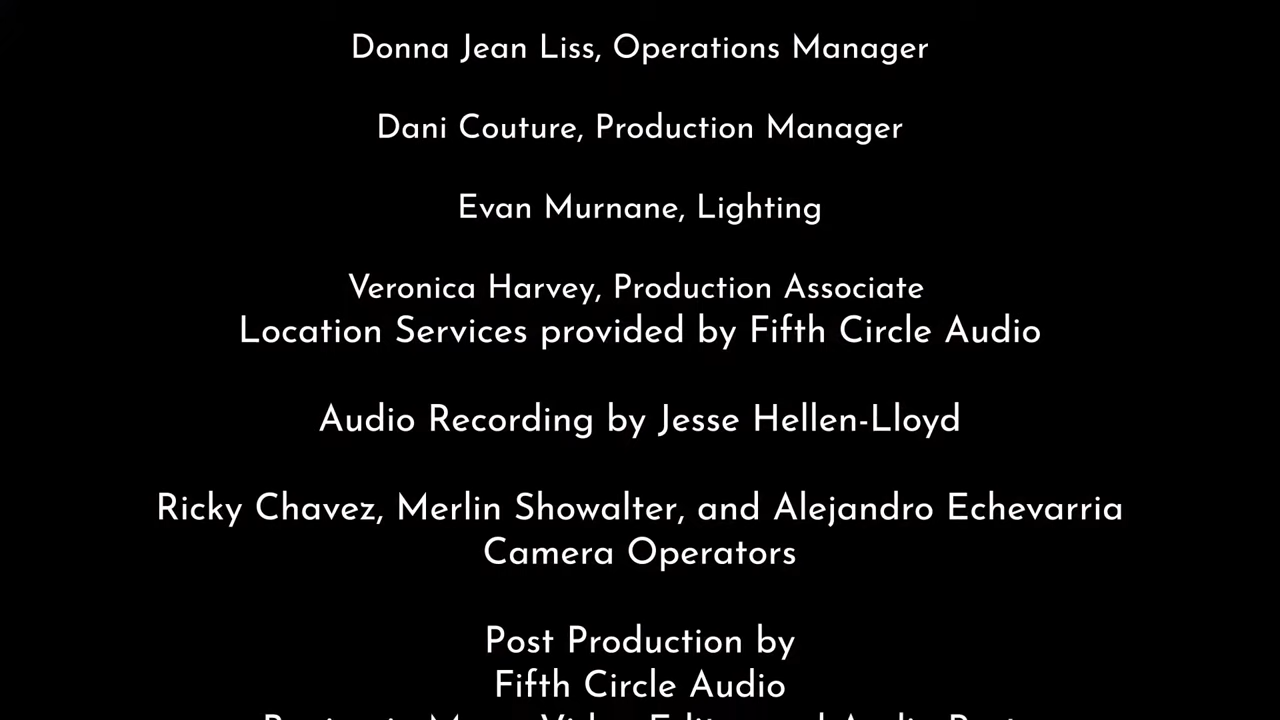 Donna Jean Liss, Operations Manager
Dani Couture, Production Manager
Evan Murnane, Lighting
Veronica Harvey, Production Associate
Location Services provided by Fifth Circle Audio
Audio Recording by Jesse Hellen-Lloyd
Ricky Chavez, Merlin Showalter, and Alejandro Echevarria
Camera Operators
Post Production by
Fifth Circle Audio